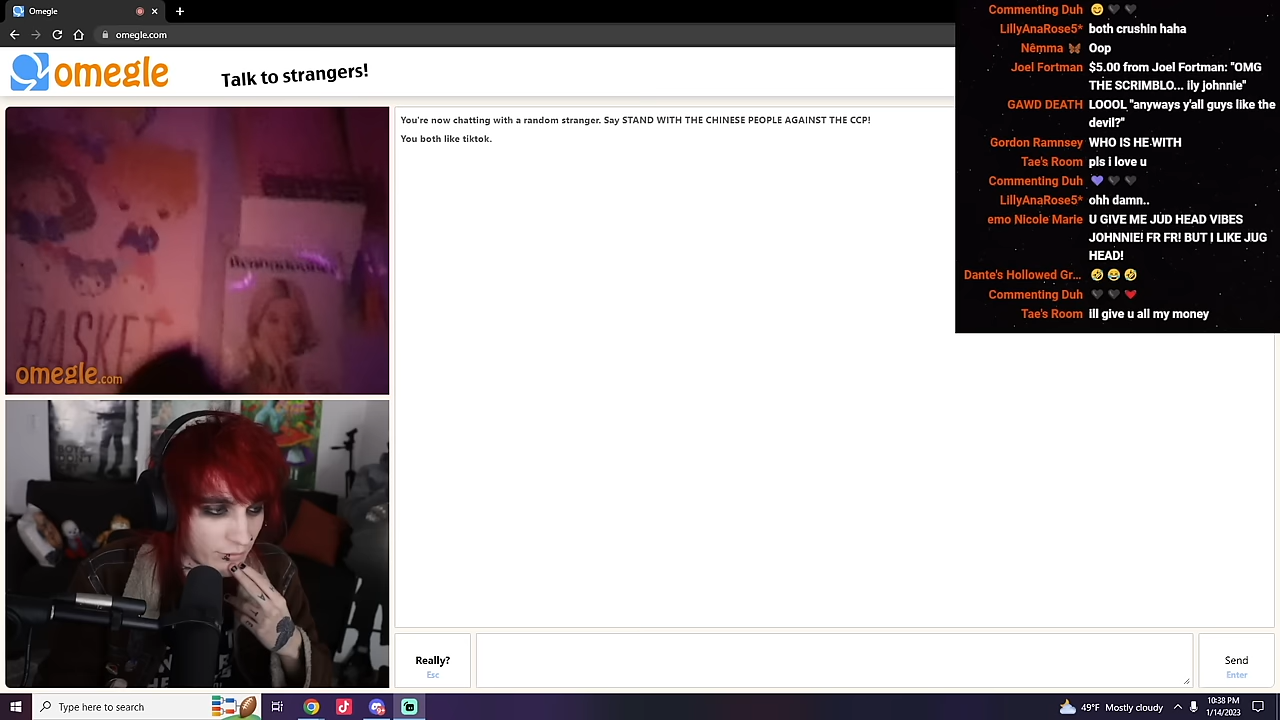 Omegle
omegle.com
omegle
Talk to strangers!
You're now chatting with a random stranger. Say STAND WITH THE CHINESE PEOPLE AGAINST THE CCP!
You both like tiktok.
BASKET
omegle.com
Really?
Esc
Send
Enter
Commenting Duh 😊 🖤 🖤
LillyAnaRose5* both crushin haha
Nëmma 🦋 Oop
Joel Fortman $5.00 from Joel Fortman: "OMG
THE SCRIMBLO... ily johnnie"
GAWD DEATH LOOOL "anyways y'all guys like the
devil?"
Gordon Ramnsey WHO IS HE WITH
Tae's Room pls i love u
Commenting Duh 💜 🖤 🖤
LillyAnaRose5* ohh damn..
emo Nicole Marie U GIVE ME JUD HEAD VIBES
JOHNNIE! FR FR! BUT I LIKE JUG
HEAD!
Dante's Hollowed Gr... 🤣 😂 🤣
Commenting Duh 🖤 🖤 ❤️
Tae's Room ill give u all my money
Type here to search
49°F Mostly cloudy
10:38 PM
1/14/2023